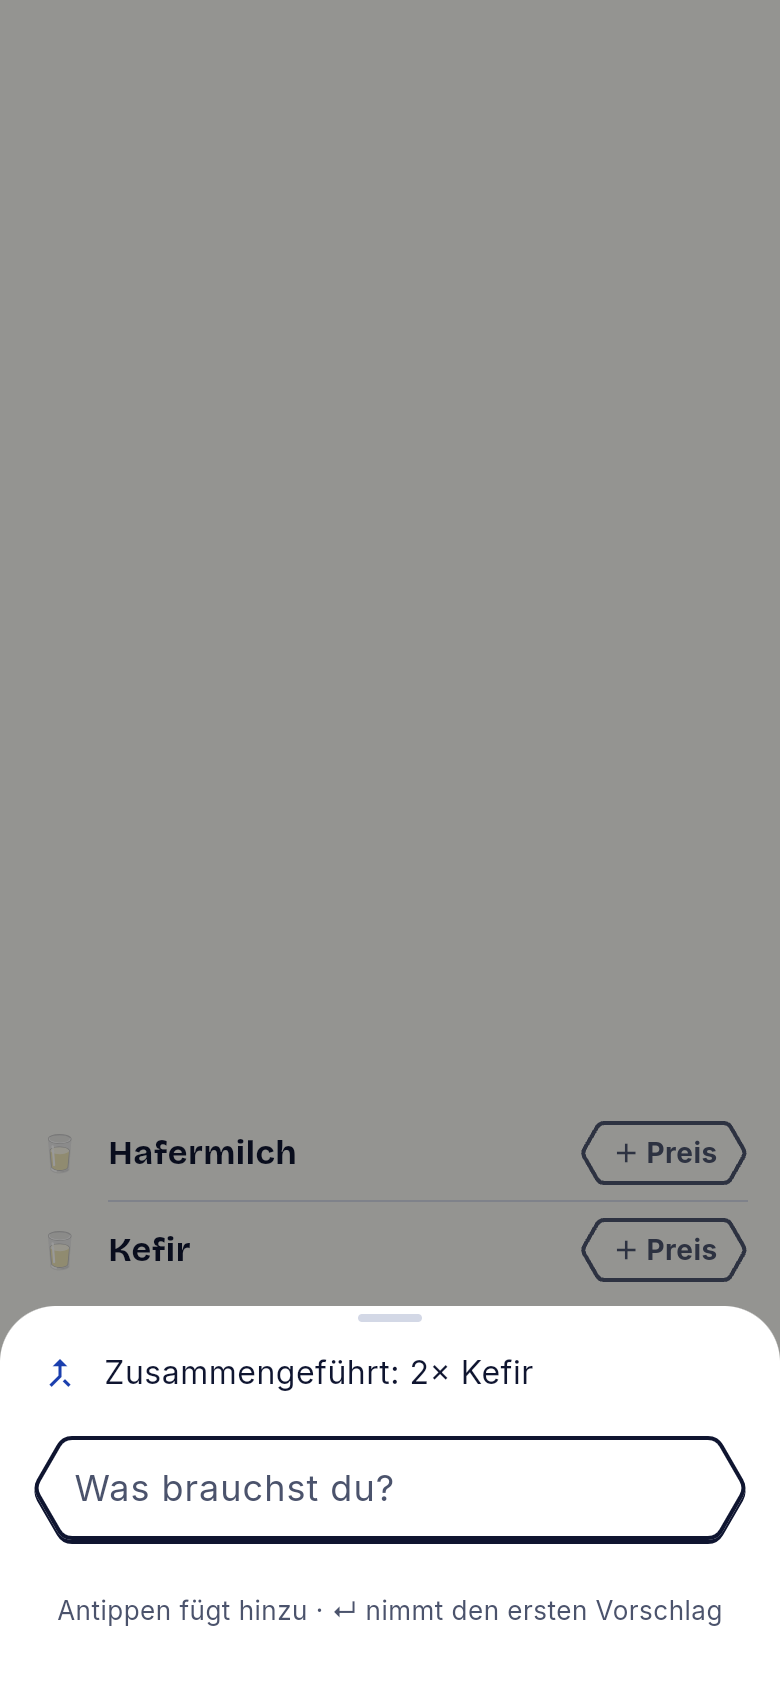 Hafermilch + Preis
Kefir + Preis
Zusammengeführt: 2× Kefir
Was brauchst du?
Antippen fügt hinzu · ↵ nimmt den ersten Vorschlag